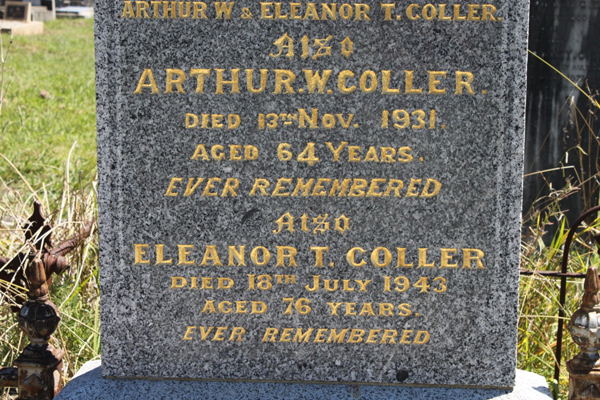 ARTHUR W & ELEANOR T. COLLER.
Also
ARTHUR.W.COLLER.
DIED 13TH NOV. 1931.
AGED 64 YEARS.
EVER REMEMBERED
Also
ELEANOR T. COLLER
DIED 18TH JULY 1943
AGED 76 YEARS.
EVER REMEMBERED